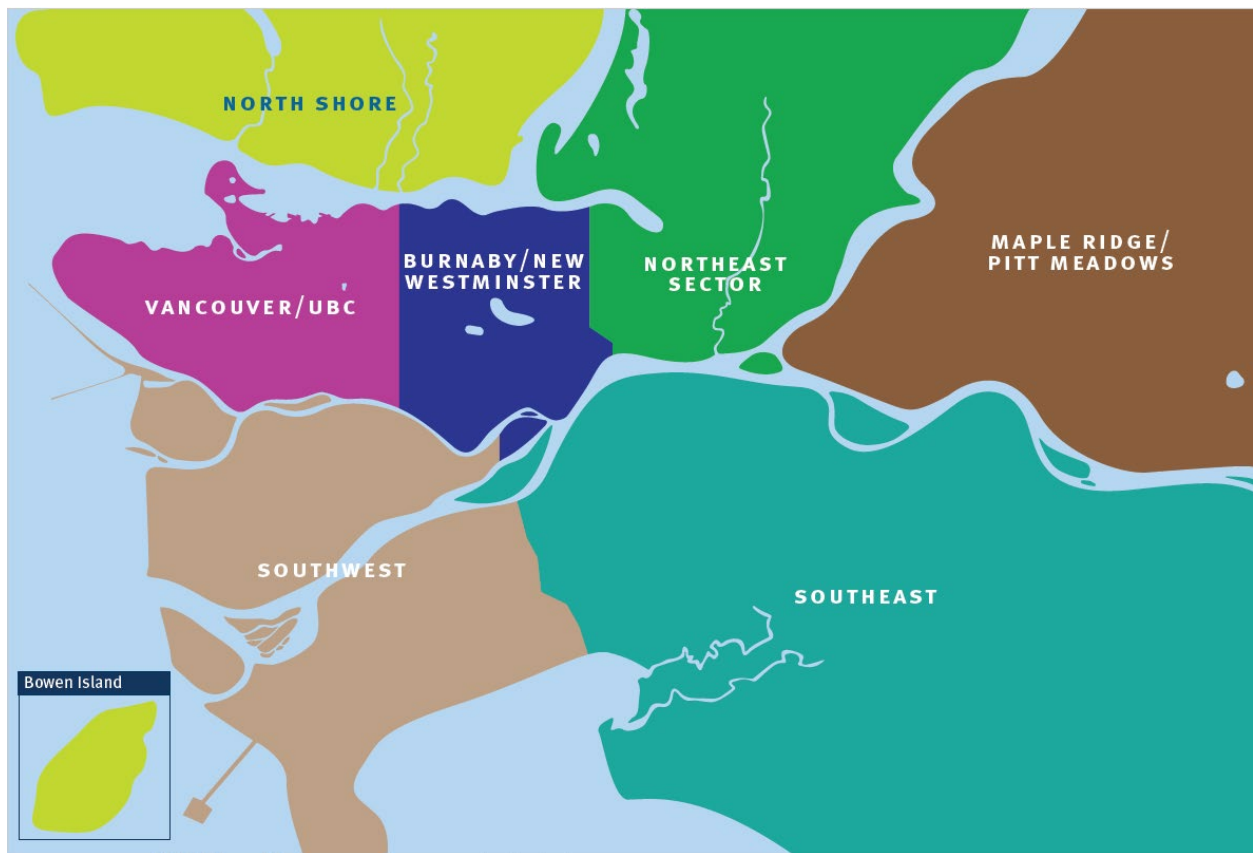 NORTH SHORE
BURNABY/NEW
WESTMINSTER
NORTHEAST
SECTOR
MAPLE RIDGE/
PITT MEADOWS
VANCOUVER/UBC
SOUTHWEST
SOUTHEAST
Bowen Island